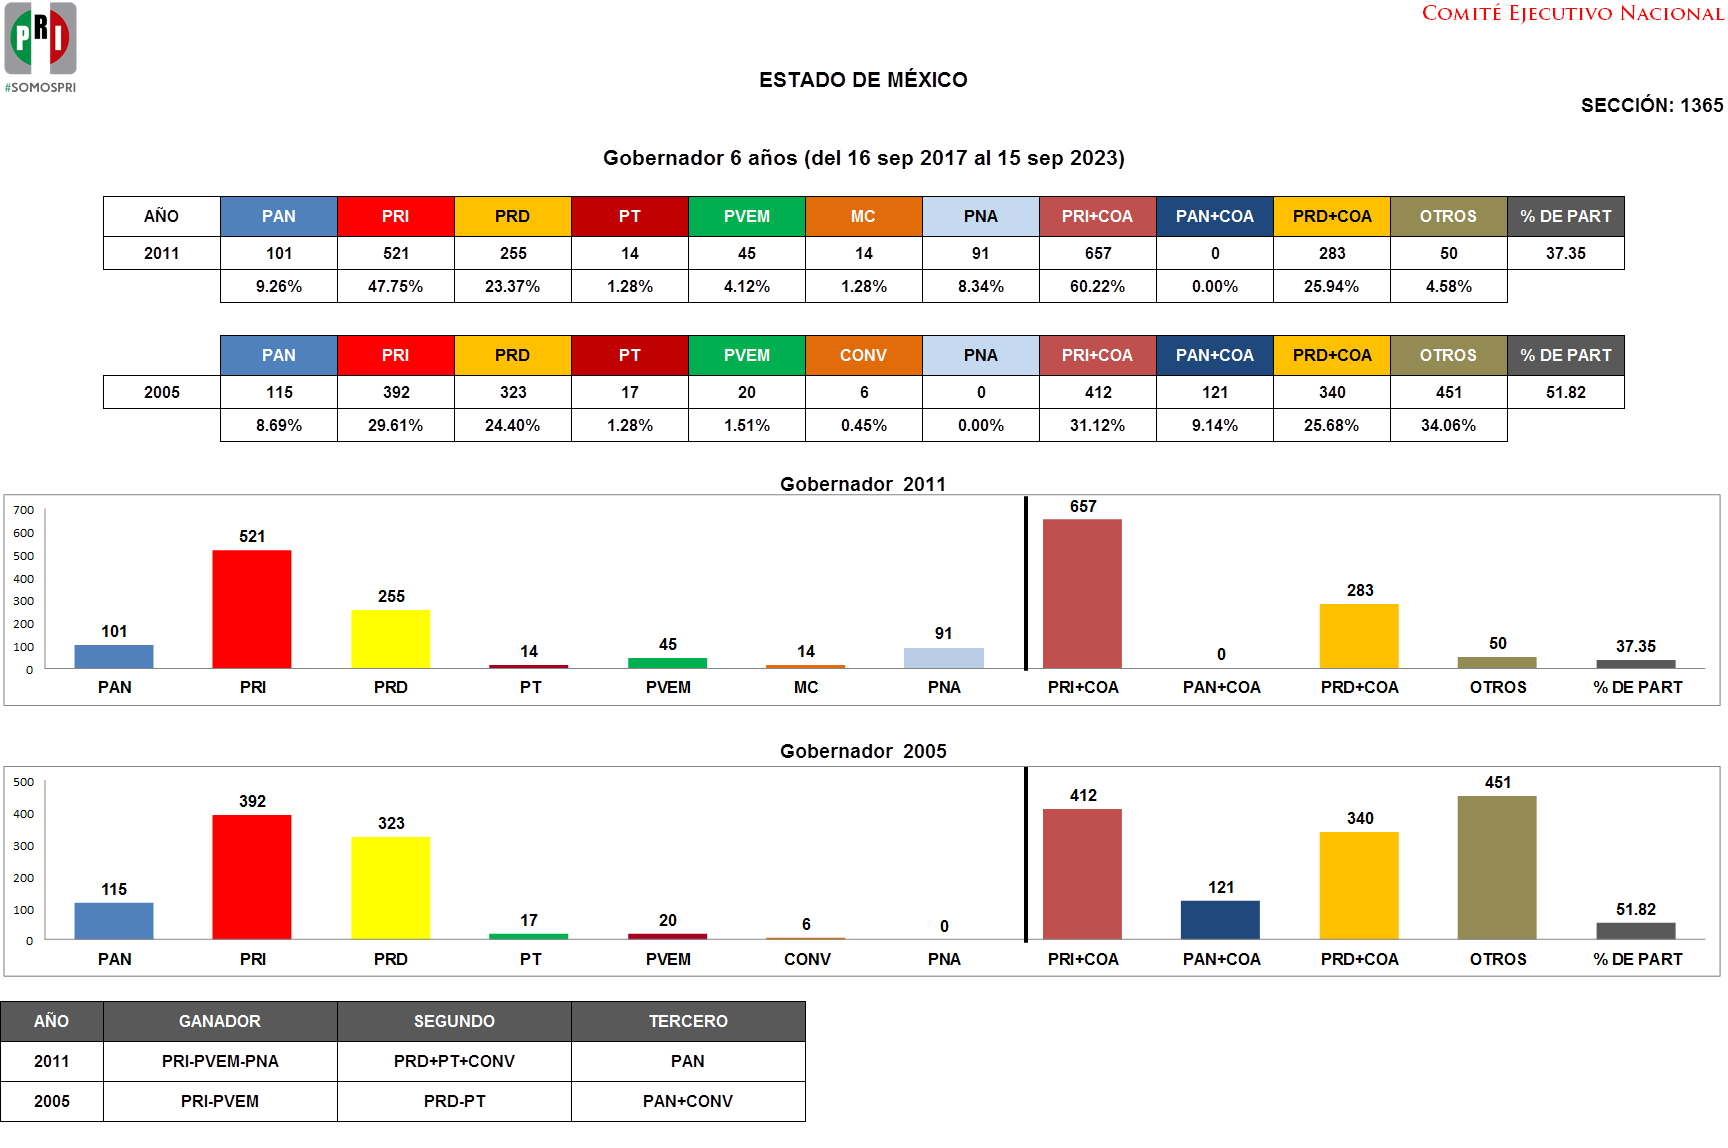 PRI
#SOMOSPRI
COMITÉ EJECUTIVO NACIONAL
ESTADO DE MÉXICO
SECCIÓN: 1365
Gobernador 6 años (del 16 sep 2017 al 15 sep 2023)
AÑO PAN PRI PRD PT PVEM MC PNA PRI+COA PAN+COA PRD+COA OTROS % DE PART
2011 101 521 255 14 45 14 91 657 0 283 50 37.35
9.26% 47.75% 23.37% 1.28% 4.12% 1.28% 8.34% 60.22% 0.00% 25.94% 4.58%
PAN PRI PRD PT PVEM CONV PNA PRI+COA PAN+COA PRD+COA OTROS % DE PART
2005 115 392 323 17 20 6 0 412 121 340 451 51.82
8.69% 29.61% 24.40% 1.28% 1.51% 0.45% 0.00% 31.12% 9.14% 25.68% 34.06%
Gobernador 2011
700
600
500
400
300
200
100
0
101 521 255 14 45 14 91 657 0 283 50 37.35
PAN PRI PRD PT PVEM MC PNA PRI+COA PAN+COA PRD+COA OTROS % DE PART
Gobernador 2005
500
400
300
200
100
0
115 392 323 17 20 6 0 412 121 340 451 51.82
PAN PRI PRD PT PVEM CONV PNA PRI+COA PAN+COA PRD+COA OTROS % DE PART
AÑO GANADOR SEGUNDO TERCERO
2011 PRI-PVEM-PNA PRD+PT+CONV PAN
2005 PRI-PVEM PRD-PT PAN+CONV